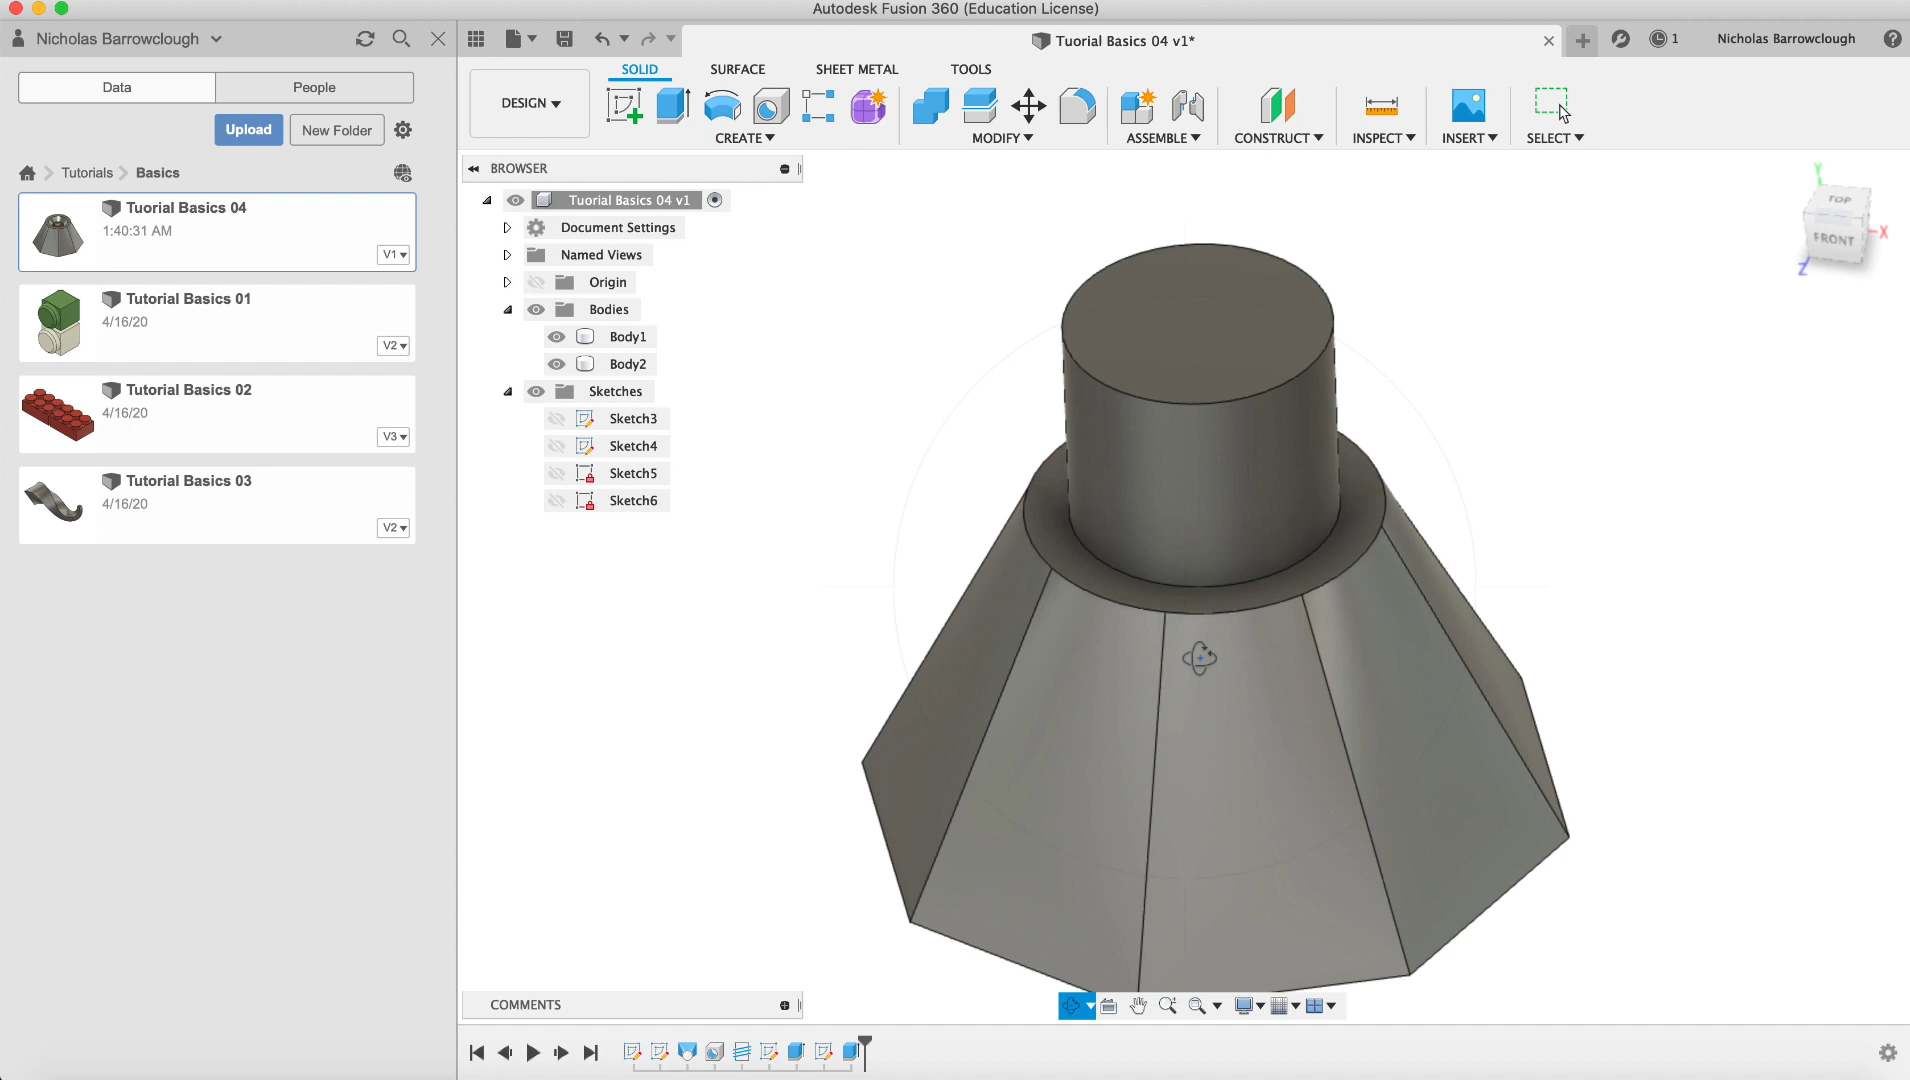 Autodesk Fusion 360 (Education License)
Nicholas Barrowclough
Tuorial Basics 04 v1*
1
Nicholas Barrowclough
Data
People
Upload
New Folder
Tutorials
Basics
Tuorial Basics 04
1:40:31 AM
V1
Tutorial Basics 01
4/16/20
V2
Tutorial Basics 02
4/16/20
V3
Tutorial Basics 03
4/16/20
V2
DESIGN
SOLID
SURFACE
SHEET METAL
TOOLS
CREATE
MODIFY
ASSEMBLE
CONSTRUCT
INSPECT
INSERT
SELECT
BROWSER
Tuorial Basics 04 v1
Document Settings
Named Views
Origin
Bodies
Body1
Body2
Sketches
Sketch3
Sketch4
Sketch5
Sketch6
Y
TOP
FRONT
X
Z
COMMENTS